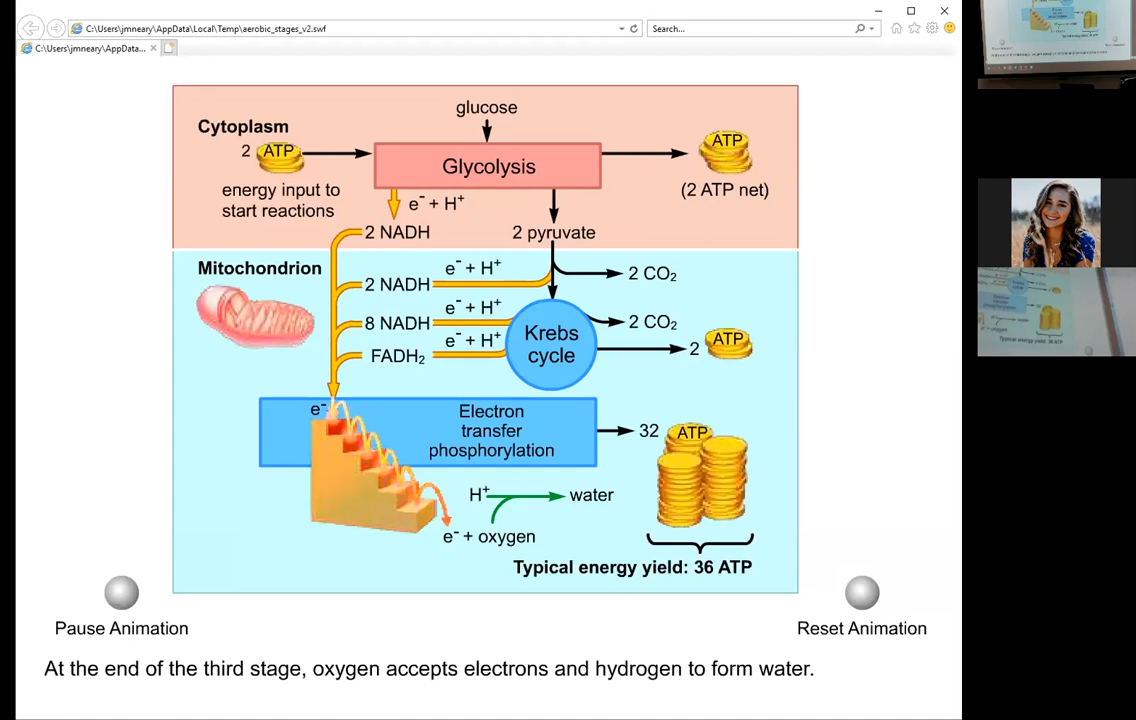 C:\Users\jmneary\AppData\Local\Temp\aerobic_stages_v2.swf
Search...
C:\Users\jmneary\AppData...
glucose
Cytoplasm
2 ATP
Glycolysis
ATP
energy input to
start reactions
e⁻ + H⁺
(2 ATP net)
2 NADH
2 pyruvate
Mitochondrion
e⁻ + H⁺
2 CO₂
2 NADH
e⁻ + H⁺
8 NADH
2 CO₂
e⁻ + H⁺
Krebs
cycle
FADH₂
2 ATP
e⁻
Electron
transfer
phosphorylation
32 ATP
H⁺
water
e⁻ + oxygen
Typical energy yield: 36 ATP
Pause Animation
Reset Animation
At the end of the third stage, oxygen accepts electrons and hydrogen to form water.